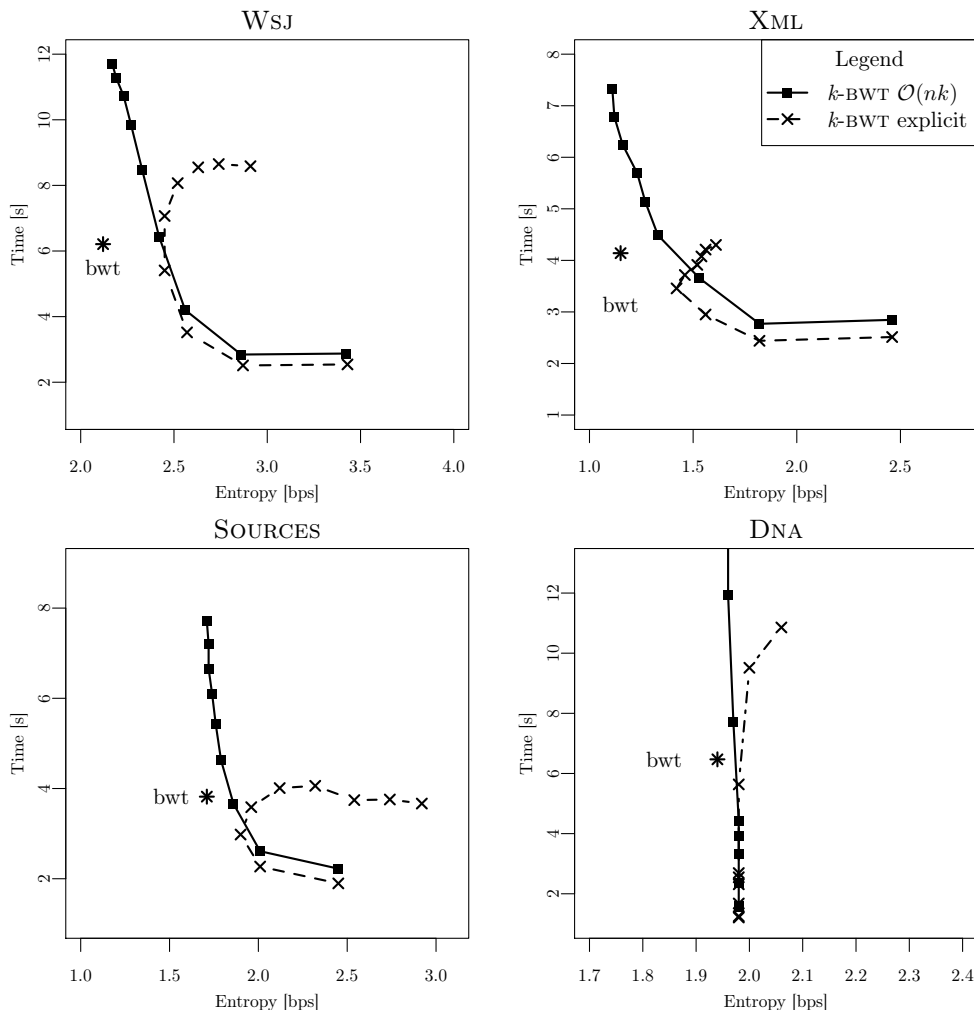 WSJ
Time [s]
12
10
8
6
4
2
bwt
2.0 2.5 3.0 3.5 4.0
Entropy [bps]
XML
Legend
k-BWT O(nk)
k-BWT explicit
Time [s]
8
7
6
5
4
3
2
1
bwt
1.0 1.5 2.0 2.5
Entropy [bps]
SOURCES
Time [s]
8
6
4
2
bwt
1.0 1.5 2.0 2.5 3.0
Entropy [bps]
DNA
Time [s]
12
10
8
6
4
2
bwt
1.7 1.8 1.9 2.0 2.1 2.2 2.3 2.4
Entropy [bps]